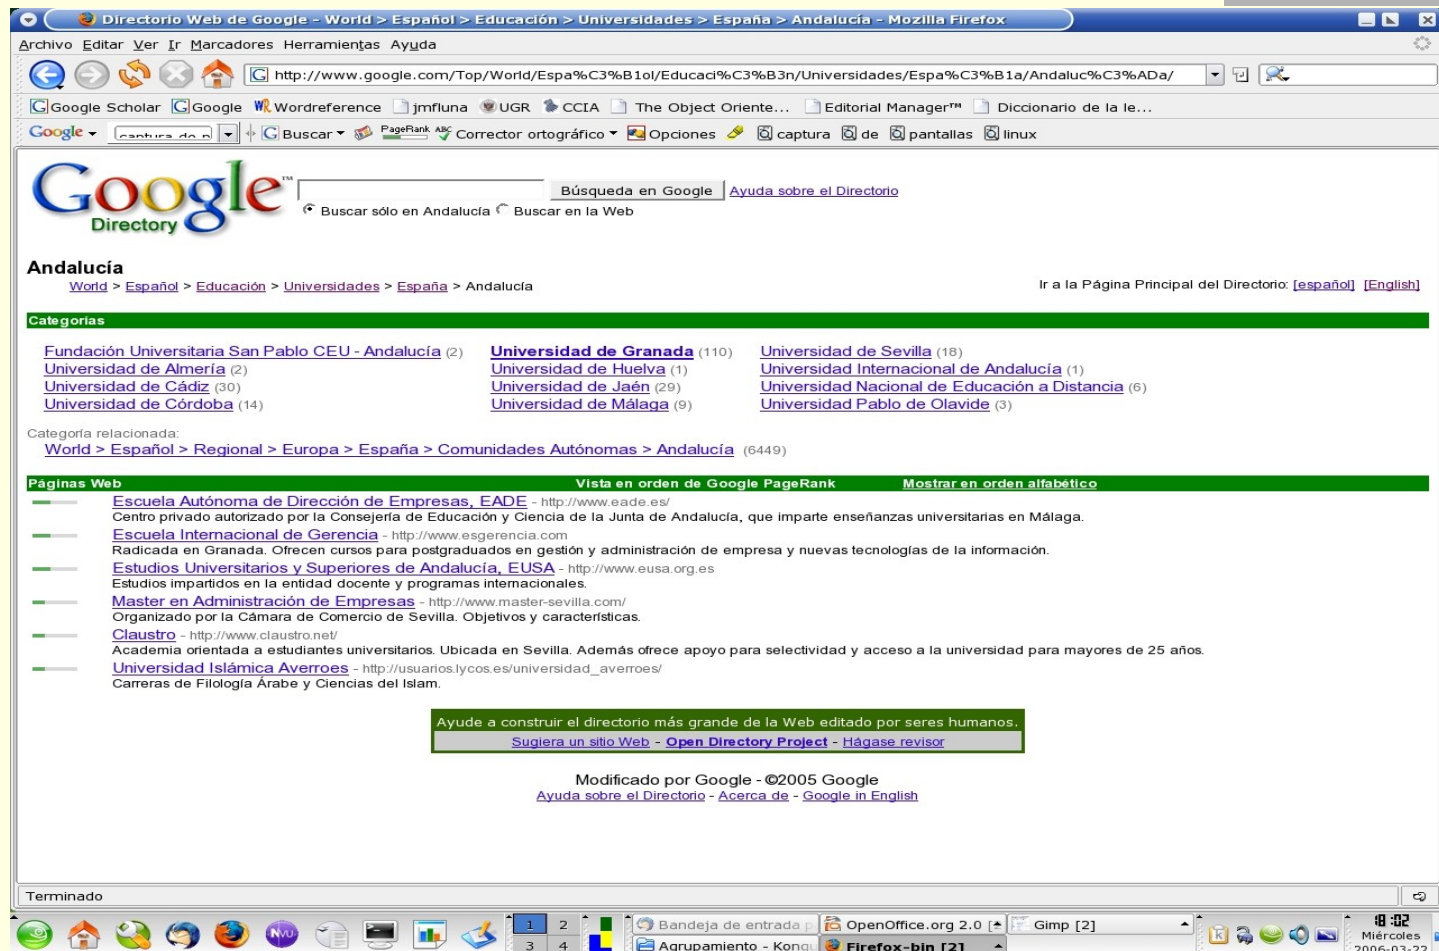 Directorio Web de Google - World > Español > Educación > Universidades > España > Andalucía - Mozilla Firefox
Archivo Editar Ver Ir Marcadores Herramientas Ayuda
http://www.google.com/Top/World/Espa%C3%B1ol/Educaci%C3%B3n/Universidades/Espa%C3%B1a/Andaluc%C3%ADa/
Google Scholar Google Wordreference jmfluna UGR CCIA The Object Oriente... Editorial Manager™ Diccionario de la le...
Google captura de p Buscar PageRank ABC Corrector ortográfico Opciones captura de pantallas linux
Google™ Directory
Búsqueda en Google Ayuda sobre el Directorio
Buscar sólo en Andalucía Buscar en la Web
Andalucía
World > Español > Educación > Universidades > España > Andalucía Ir a la Página Principal del Directorio: [español] [English]
Categorías
Fundación Universitaria San Pablo CEU - Andalucía (2) Universidad de Granada (110) Universidad de Sevilla (18)
Universidad de Almería (2) Universidad de Huelva (1) Universidad Internacional de Andalucía (1)
Universidad de Cádiz (30) Universidad de Jaén (29) Universidad Nacional de Educación a Distancia (6)
Universidad de Córdoba (14) Universidad de Málaga (9) Universidad Pablo de Olavide (3)
Categoría relacionada:
World > Español > Regional > Europa > España > Comunidades Autónomas > Andalucía (6449)
Páginas Web Vista en orden de Google PageRank Mostrar en orden alfabético
Escuela Autónoma de Dirección de Empresas, EADE - http://www.eade.es/
Centro privado autorizado por la Consejería de Educación y Ciencia de la Junta de Andalucía, que imparte enseñanzas universitarias en Málaga.
Escuela Internacional de Gerencia - http://www.esgerencia.com
Radicada en Granada. Ofrecen cursos para postgraduados en gestión y administración de empresa y nuevas tecnologías de la información.
Estudios Universitarios y Superiores de Andalucía, EUSA - http://www.eusa.org.es
Estudios impartidos en la entidad docente y programas internacionales.
Master en Administración de Empresas - http://www.master-sevilla.com/
Organizado por la Cámara de Comercio de Sevilla. Objetivos y características.
Claustro - http://www.claustro.net/
Academia orientada a estudiantes universitarios. Ubicada en Sevilla. Además ofrece apoyo para selectividad y acceso a la universidad para mayores de 25 años.
Universidad Islámica Averroes - http://usuarios.lycos.es/universidad_averroes/
Carreras de Filología Árabe y Ciencias del Islam.
Ayude a construir el directorio más grande de la Web editado por seres humanos.
Sugiera un sitio Web - Open Directory Project - Hágase revisor
Modificado por Google - ©2005 Google
Ayuda sobre el Directorio - Acerca de - Google in English
Terminado
Nvu 1 2 Bandeja de entrada p OpenOffice.org 2.0 [ Gimp [2] 18:02
3 4 Agrupamiento - Konqu Firefox-bin [2] Miércoles
2006-03-22